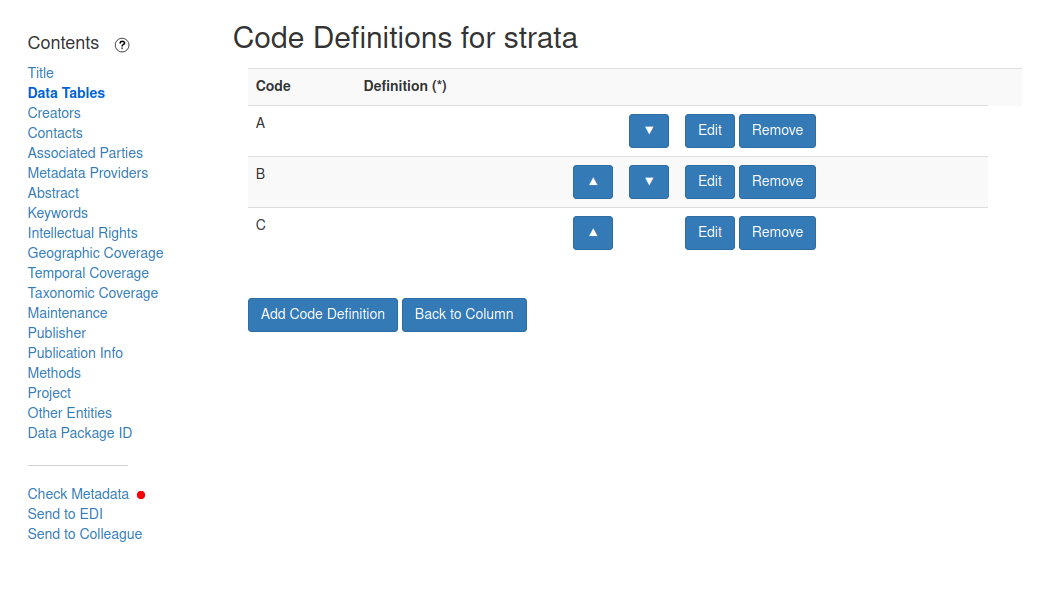 Code Definitions for strata
Contents ?
Title
Data Tables
Creators
Contacts
Associated Parties
Metadata Providers
Abstract
Keywords
Intellectual Rights
Geographic Coverage
Temporal Coverage
Taxonomic Coverage
Maintenance
Publisher
Publication Info
Methods
Project
Other Entities
Data Package ID
Check Metadata
Send to EDI
Send to Colleague
Code Definition (*)
A ▼ Edit Remove
B ▲ ▼ Edit Remove
C ▲ Edit Remove
Add Code Definition Back to Column